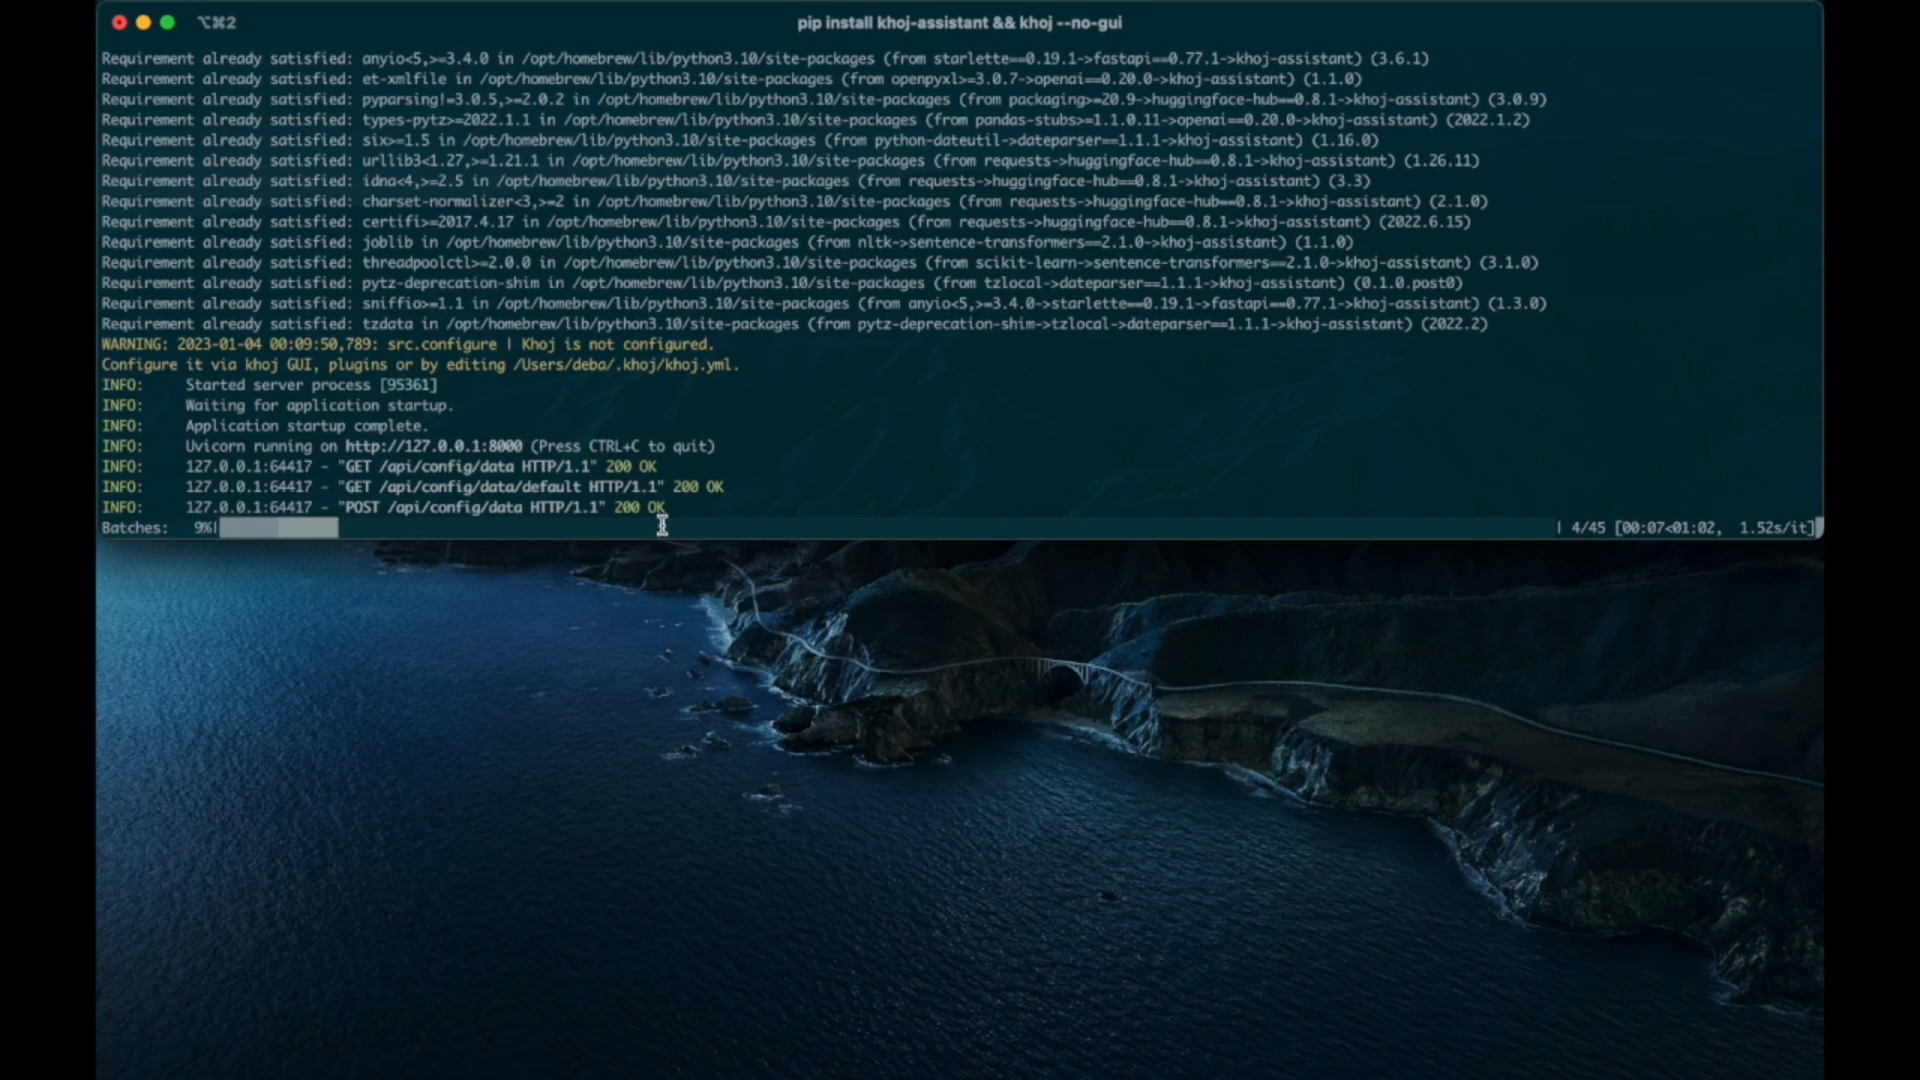 ⌥⌘2
pip install khoj-assistant && khoj --no-gui
Requirement already satisfied: anyio<5,>=3.4.0 in /opt/homebrew/lib/python3.10/site-packages (from starlette==0.19.1->fastapi==0.77.1->khoj-assistant) (3.6.1)
Requirement already satisfied: et-xmlfile in /opt/homebrew/lib/python3.10/site-packages (from openpyxl>=3.0.7->openai==0.20.0->khoj-assistant) (1.1.0)
Requirement already satisfied: pyparsing!=3.0.5,>=2.0.2 in /opt/homebrew/lib/python3.10/site-packages (from packaging>=20.9->huggingface-hub==0.8.1->khoj-assistant) (3.0.9)
Requirement already satisfied: types-pytz>=2022.1.1 in /opt/homebrew/lib/python3.10/site-packages (from pandas-stubs>=1.1.0.11->openai==0.20.0->khoj-assistant) (2022.1.2)
Requirement already satisfied: six>=1.5 in /opt/homebrew/lib/python3.10/site-packages (from python-dateutil->dateparser==1.1.1->khoj-assistant) (1.16.0)
Requirement already satisfied: urllib3<1.27,>=1.21.1 in /opt/homebrew/lib/python3.10/site-packages (from requests->huggingface-hub==0.8.1->khoj-assistant) (1.26.11)
Requirement already satisfied: idna<4,>=2.5 in /opt/homebrew/lib/python3.10/site-packages (from requests->huggingface-hub==0.8.1->khoj-assistant) (3.3)
Requirement already satisfied: charset-normalizer<3,>=2 in /opt/homebrew/lib/python3.10/site-packages (from requests->huggingface-hub==0.8.1->khoj-assistant) (2.1.0)
Requirement already satisfied: certifi>=2017.4.17 in /opt/homebrew/lib/python3.10/site-packages (from requests->huggingface-hub==0.8.1->khoj-assistant) (2022.6.15)
Requirement already satisfied: joblib in /opt/homebrew/lib/python3.10/site-packages (from nltk->sentence-transformers==2.1.0->khoj-assistant) (1.1.0)
Requirement already satisfied: threadpoolctl>=2.0.0 in /opt/homebrew/lib/python3.10/site-packages (from scikit-learn->sentence-transformers==2.1.0->khoj-assistant) (3.1.0)
Requirement already satisfied: pytz-deprecation-shim in /opt/homebrew/lib/python3.10/site-packages (from tzlocal->dateparser==1.1.1->khoj-assistant) (0.1.0.post0)
Requirement already satisfied: sniffio>=1.1 in /opt/homebrew/lib/python3.10/site-packages (from anyio<5,>=3.4.0->starlette==0.19.1->fastapi==0.77.1->khoj-assistant) (1.3.0)
Requirement already satisfied: tzdata in /opt/homebrew/lib/python3.10/site-packages (from pytz-deprecation-shim->tzlocal->dateparser==1.1.1->khoj-assistant) (2022.2)
WARNING: 2023-01-04 00:09:50,789: src.configure | Khoj is not configured.
Configure it via khoj GUI, plugins or by editing /Users/deba/.khoj/khoj.yml.
INFO: Started server process [95361]
INFO: Waiting for application startup.
INFO: Application startup complete.
INFO: Uvicorn running on http://127.0.0.1:8000 (Press CTRL+C to quit)
INFO: 127.0.0.1:64417 - "GET /api/config/data HTTP/1.1" 200 OK
INFO: 127.0.0.1:64417 - "GET /api/config/data/default HTTP/1.1" 200 OK
INFO: 127.0.0.1:64417 - "POST /api/config/data HTTP/1.1" 200 OK
Batches: 9%| | 4/45 [00:07<01:02, 1.52s/it]